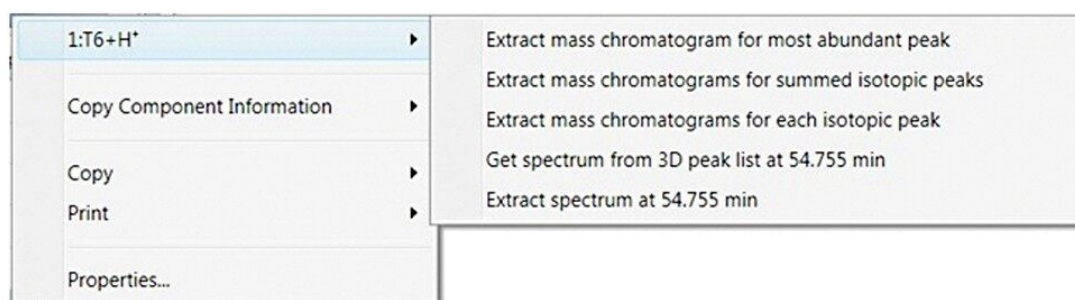 1:T6+H⁺
Copy Component Information
Copy
Print
Properties...
Extract mass chromatogram for most abundant peak
Extract mass chromatograms for summed isotopic peaks
Extract mass chromatograms for each isotopic peak
Get spectrum from 3D peak list at 54.755 min
Extract spectrum at 54.755 min